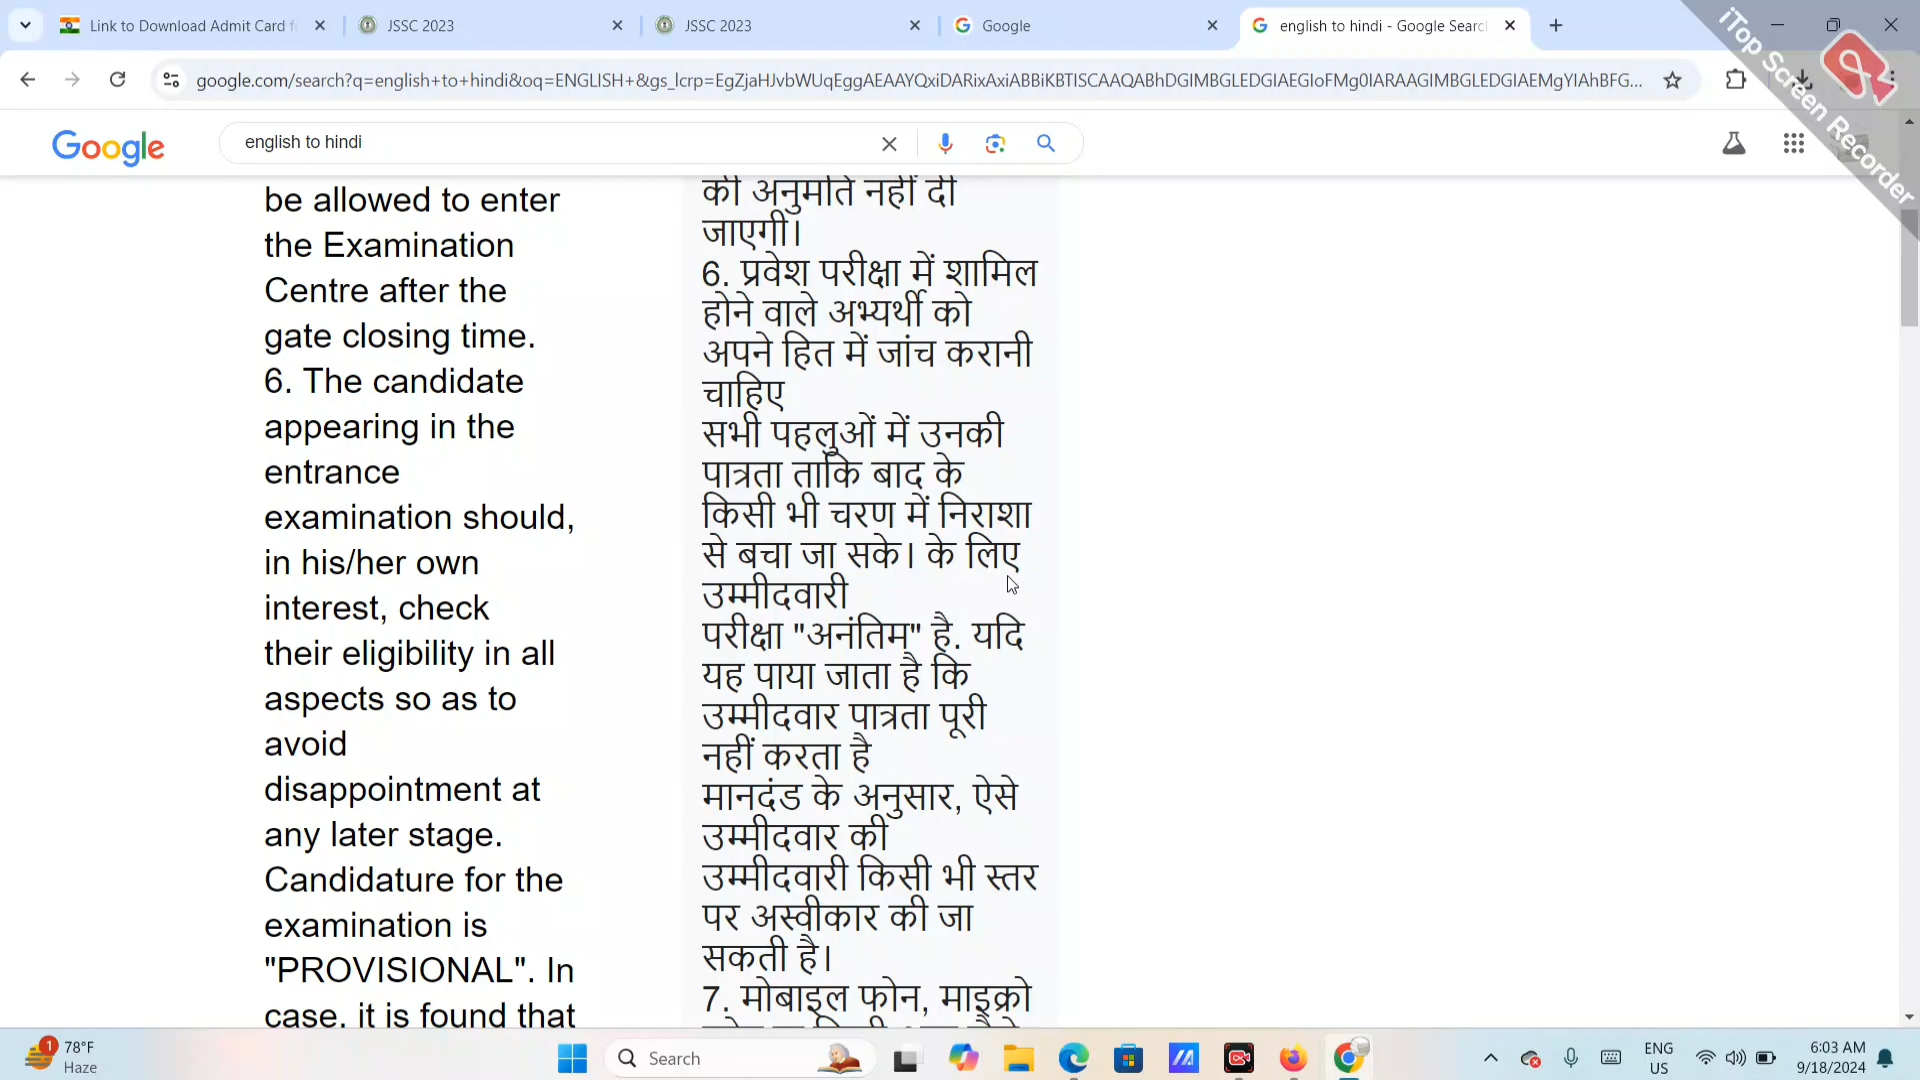 Link to Download Admit Card f
JSSC 2023
JSSC 2023
Google
english to hindi - Google Searc
google.com/search?q=english+to+hindi&oq=ENGLISH+&gs_lcrp=EgZjaHJvbWUqEggAEAAYQxiDARixAxiABBiKBTISCAAQABhDGIMBGLEDGIAEGIoFMg0IARAAGIMBGLEDGIAEMgYIAhBFG...
iTop Screen Recorder
Google
english to hindi
be allowed to enter
the Examination
Centre after the
gate closing time.
6. The candidate
appearing in the
entrance
examination should,
in his/her own
interest, check
their eligibility in all
aspects so as to
avoid
disappointment at
any later stage.
Candidature for the
examination is
"PROVISIONAL". In
case, it is found that
की अनुमति नहीं दी
जाएगी।
6. प्रवेश परीक्षा में शामिल
होने वाले अभ्यर्थी को
अपने हित में जांच करानी
चाहिए
सभी पहलुओं में उनकी
पात्रता ताकि बाद के
किसी भी चरण में निराशा
से बचा जा सके। के लिए
उम्मीदवारी
परीक्षा "अनंतिम" है. यदि
यह पाया जाता है कि
उम्मीदवार पात्रता पूरी
नहीं करता है
मानदंड के अनुसार, ऐसे
उम्मीदवार की
उम्मीदवारी किसी भी स्तर
पर अस्वीकार की जा
सकती है।
7. मोबाइल फोन, माइक्रो
1
78°F
Haze
Search
ENG
US
6:03 AM
9/18/2024